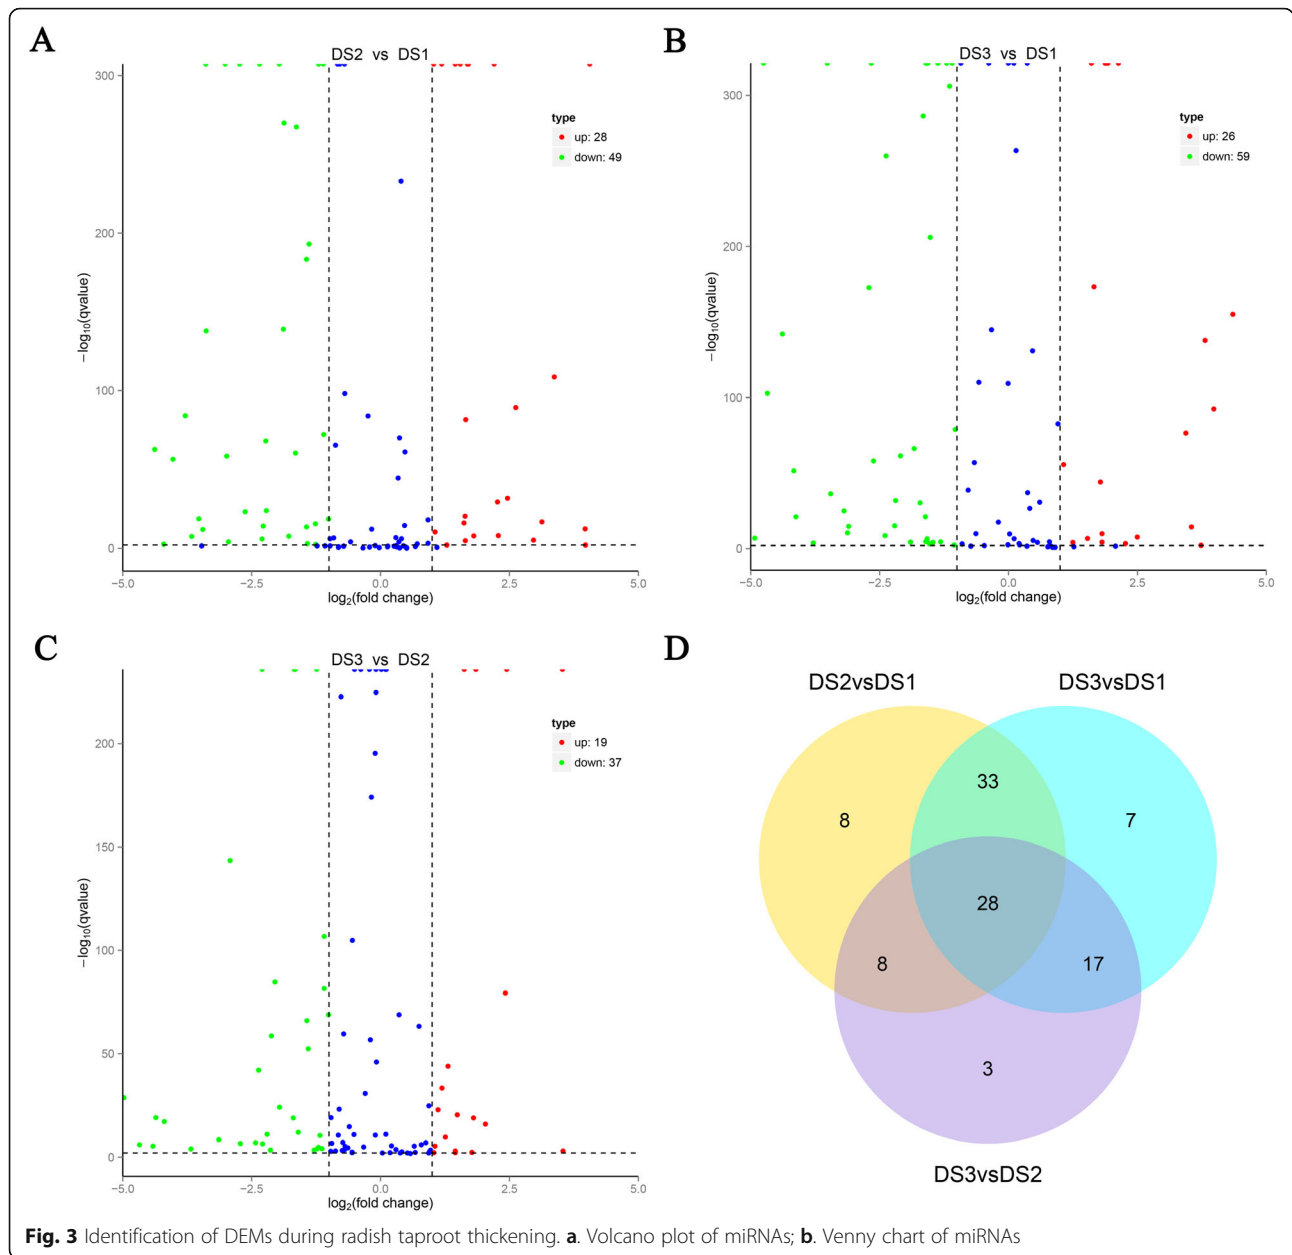 A
DS2 vs DS1
type
up: 28
down: 49
300
200
100
0
−log10(qvalue)
−5.0
−2.5
0.0
2.5
5.0
log2(fold change)
B
DS3 vs DS1
type
up: 26
down: 59
300
200
100
0
−log10(qvalue)
−5.0
−2.5
0.0
2.5
5.0
log2(fold change)
C
DS3 vs DS2
type
up: 19
down: 37
200
150
100
50
0
−log10(qvalue)
−5.0
−2.5
0.0
2.5
5.0
log2(fold change)
D
DS2vsDS1
DS3vsDS1
33
8
7
28
8
17
3
DS3vsDS2
Fig. 3 Identification of DEMs during radish taproot thickening. a. Volcano plot of miRNAs; b. Venny chart of miRNAs